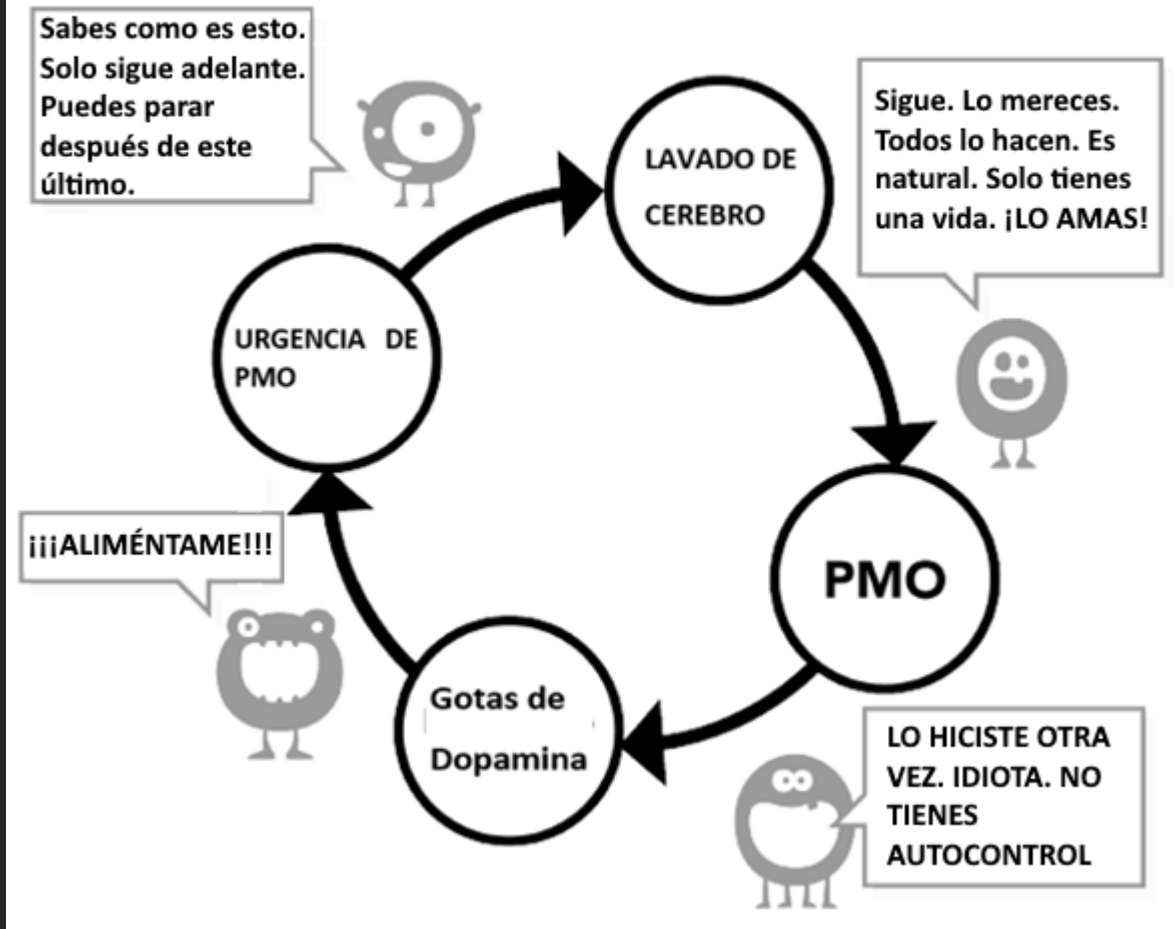 Sabes como es esto.
Solo sigue adelante.
Puedes parar
después de este
último.
LAVADO DE
CEREBRO
Sigue. Lo mereces.
Todos lo hacen. Es
natural. Solo tienes
una vida. ¡LO AMAS!
URGENCIA DE
PMO
PMO
¡¡¡ALIMÉNTAME!!!
Gotas de
Dopamina
LO HICISTE OTRA
VEZ. IDIOTA. NO
TIENES
AUTOCONTROL